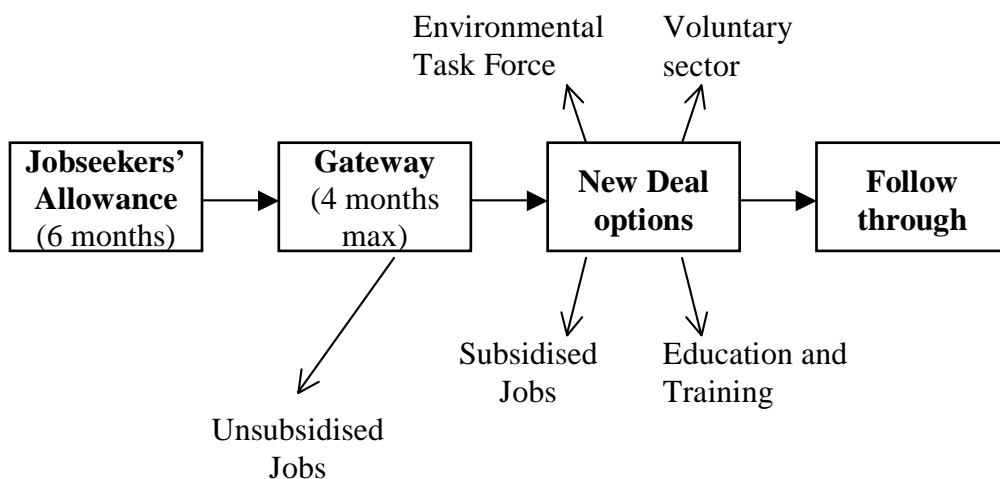 Environmental
Task Force
Voluntary
sector
Jobseekers’
Allowance
(6 months)
Gateway
(4 months
max)
New Deal
options
Follow
through
Subsidised
Jobs
Education and
Training
Unsubsidised
Jobs